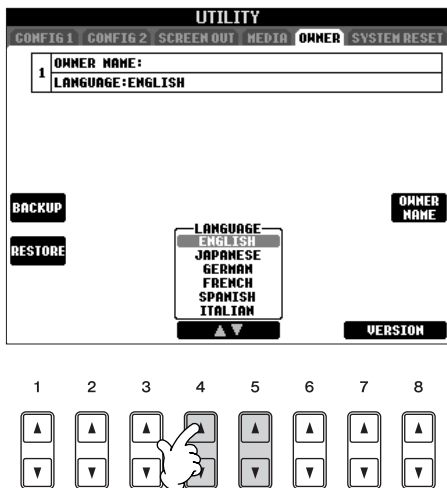 UTILITY
CONFIG 1 CONFIG 2 SCREEN OUT MEDIA OWNER SYSTEM RESET
1
OWNER NAME:
LANGUAGE:ENGLISH
BACKUP
OWNER NAME
RESTORE
LANGUAGE
ENGLISH
JAPANESE
GERMAN
FRENCH
SPANISH
ITALIAN
VERSION
1 2 3 4 5 6 7 8